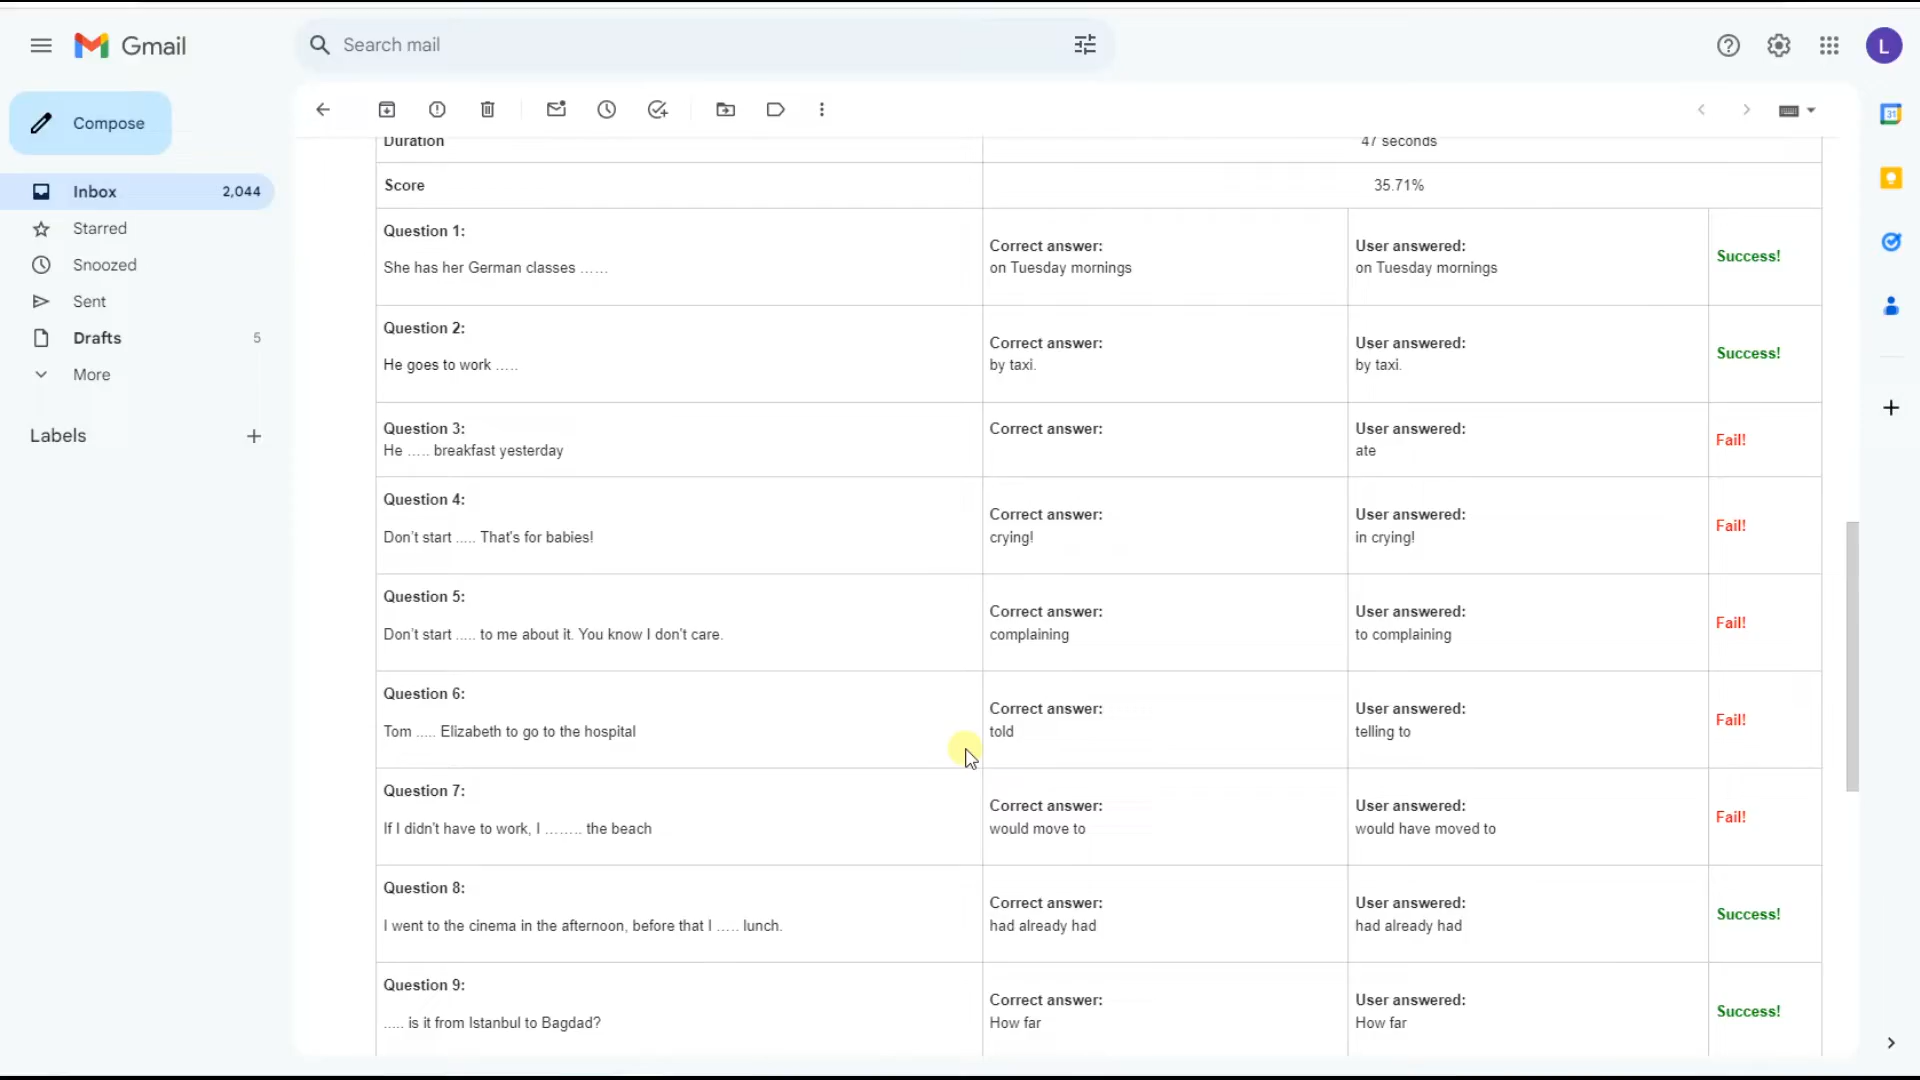 Gmail
Search mail
L
Compose
31
Inbox 2,044
Starred
Snoozed
Sent
Drafts 5
More
Labels
Duration 47 seconds
Score 35.71%
Question 1:
She has her German classes ……
Correct answer:
on Tuesday mornings
User answered:
on Tuesday mornings
Success!
Question 2:
He goes to work …..
Correct answer:
by taxi.
User answered:
by taxi.
Success!
Question 3:
He ….. breakfast yesterday
Correct answer:
User answered:
ate
Fail!
Question 4:
Don’t start ….. That’s for babies!
Correct answer:
crying!
User answered:
in crying!
Fail!
Question 5:
Don’t start ….. to me about it. You know I don’t care.
Correct answer:
complaining
User answered:
to complaining
Fail!
Question 6:
Tom ….. Elizabeth to go to the hospital
Correct answer:
told
User answered:
telling to
Fail!
Question 7:
If I didn’t have to work, I …….. the beach
Correct answer:
would move to
User answered:
would have moved to
Fail!
Question 8:
I went to the cinema in the afternoon, before that I ….. lunch.
Correct answer:
had already had
User answered:
had already had
Success!
Question 9:
….. is it from Istanbul to Bagdad?
Correct answer:
How far
User answered:
How far
Success!